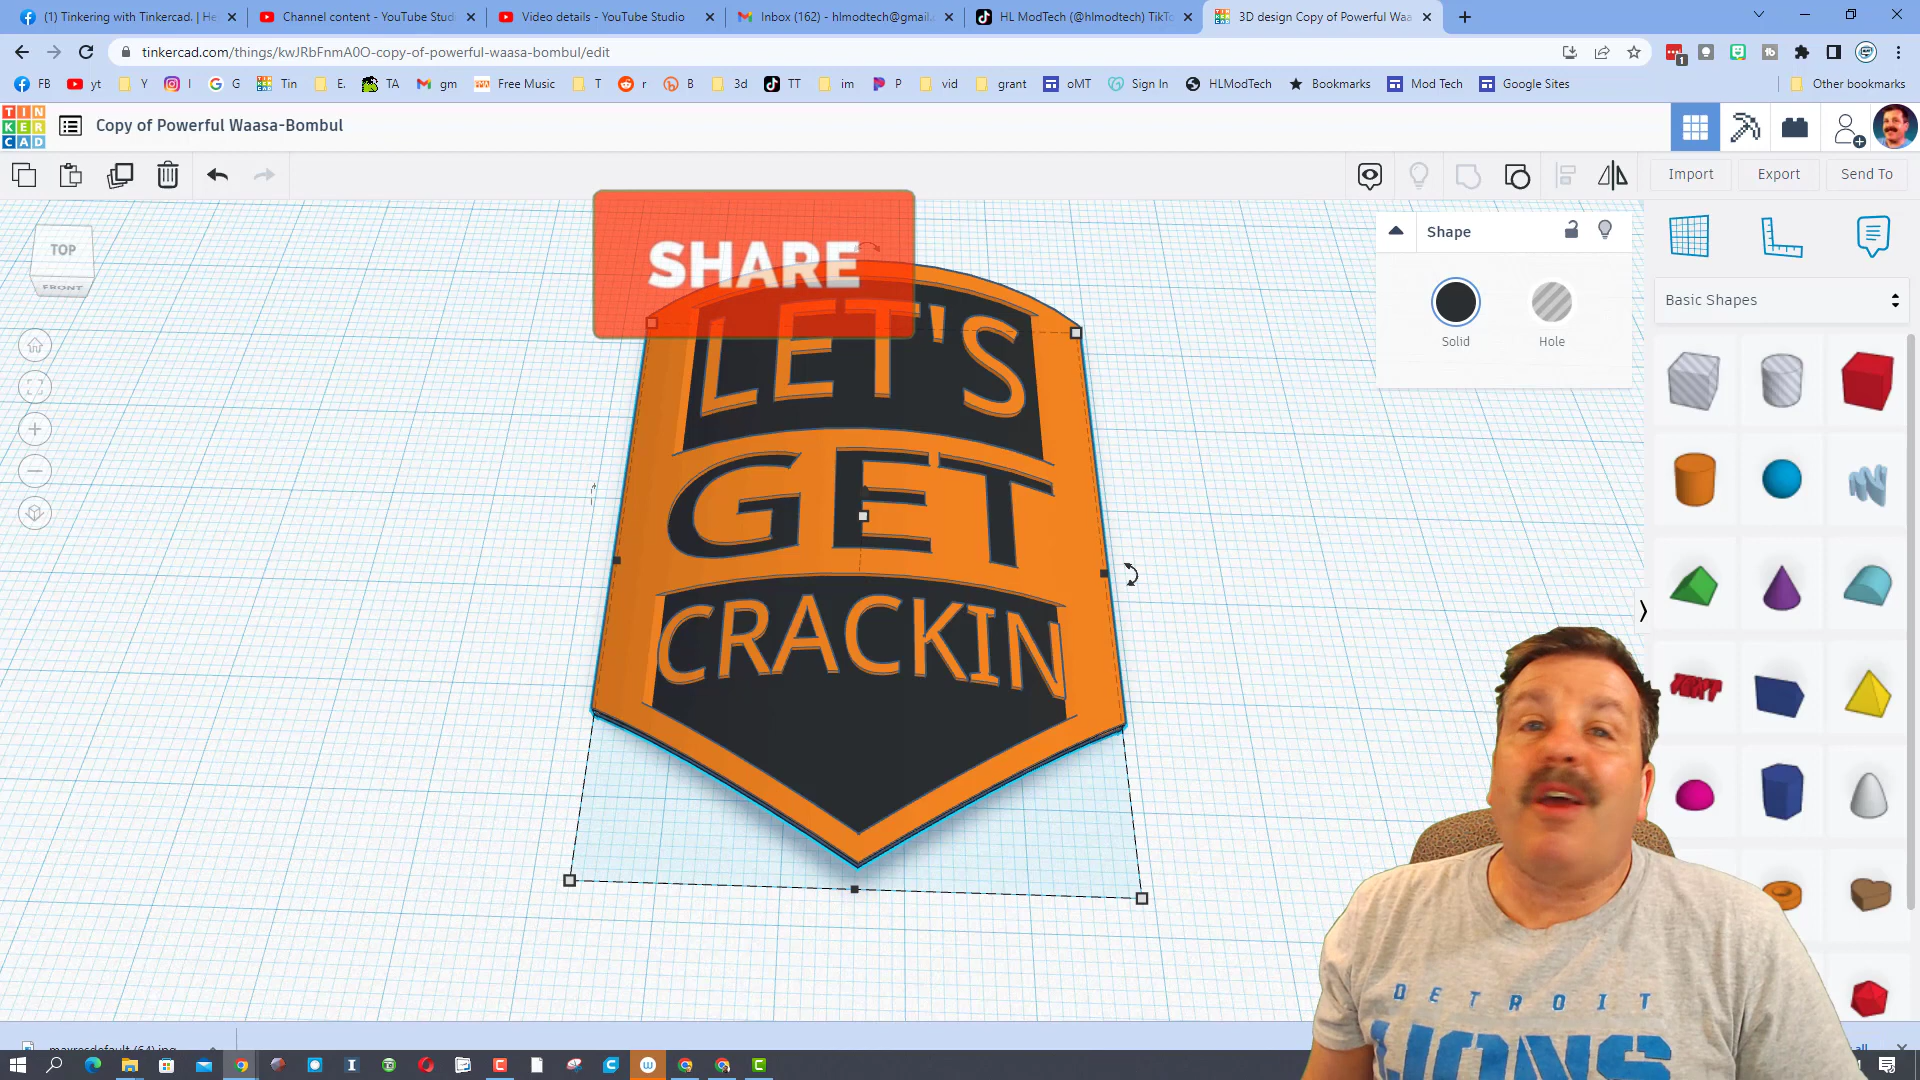 (1) Tinkering with Tinkercad. | He
Channel content - YouTube Stud
Video details - YouTube Studio
Inbox (162) - hlmodtech@gmail.c
HL ModTech (@hlmodtech) TikTo
3D design Copy of Powerful Waa
tinkercad.com/things/kwJRbFnmA0O-copy-of-powerful-waasa-bombul/edit
1
FB
yt
Y
I
G
Tin
E.
TA
gm
Free Music
T
r
B
3d
TT
im
P
vid
grant
oMT
Sign In
HLModTech
Bookmarks
Mod Tech
Google Sites
Other bookmarks
TIN
KER
CAD
Copy of Powerful Waasa-Bombul
Import
Export
Send To
TOP
FRONT
SHARE
LET'S
GET
CRACKIN
Shape
Solid
Hole
Basic Shapes
TEXT
DETROIT
LIONS